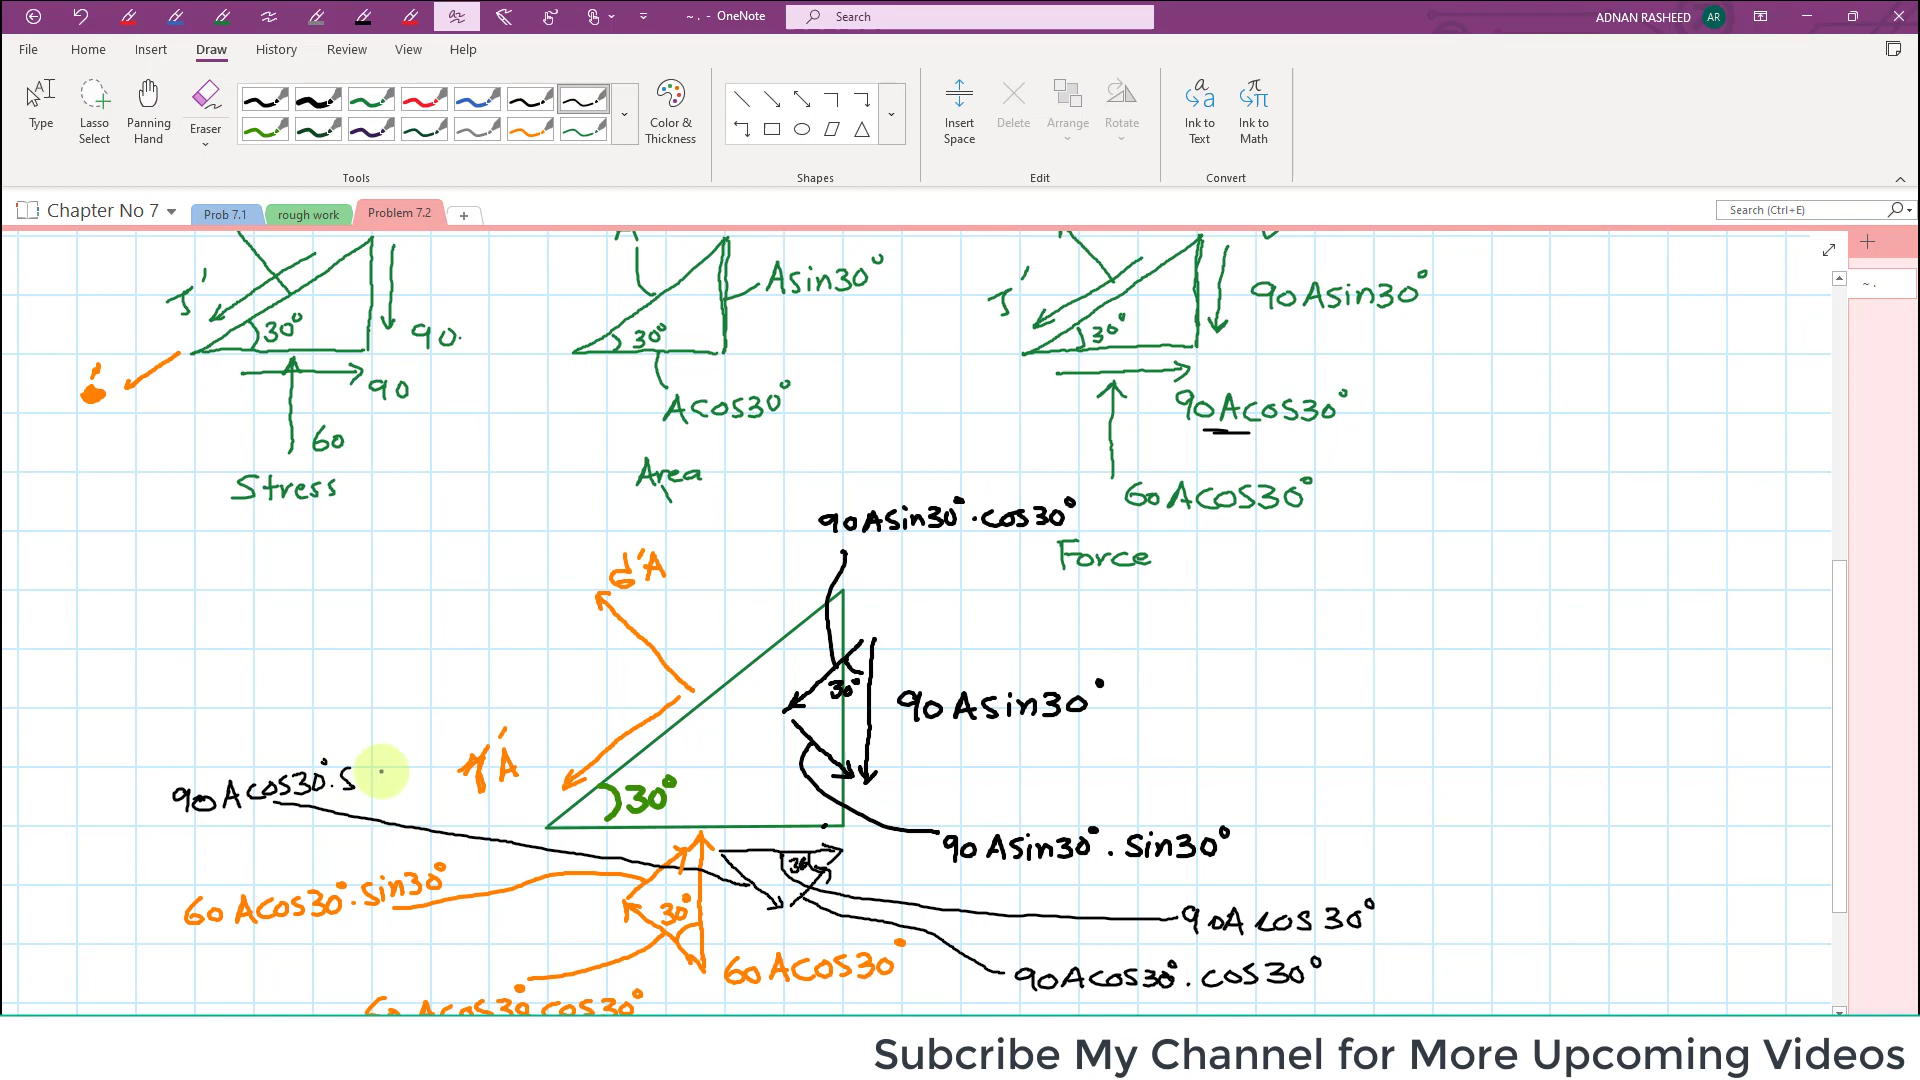 ~ . - OneNote
Search
ADNAN RASHEED
AR
File Home Insert Draw History Review View Help
Type
Lasso Select
Panning Hand
Eraser
Color & Thickness
Insert Space
Delete
Arrange
Rotate
Ink to Text
Ink to Math
Tools
Shapes
Edit
Convert
Chapter No 7
Prob 7.1
rough work
Problem 7.2
Search (Ctrl+E)
~ .
30°
90.
90
60
Stress
Asin30°
30°
Acos30°
Area
90Asin30°
30°
90Acos30°
60Acos30°
Force
90Asin30°.cos30°
30°
90Asin30°
30°
90Acos30°.S
90Asin30°.sin30°
60Acos30°.sin30°
30°
60Acos30°
90A cos30°
90Acos30°.cos30°
60Acos30 cos30°
Subcribe My Channel for More Upcoming Videos